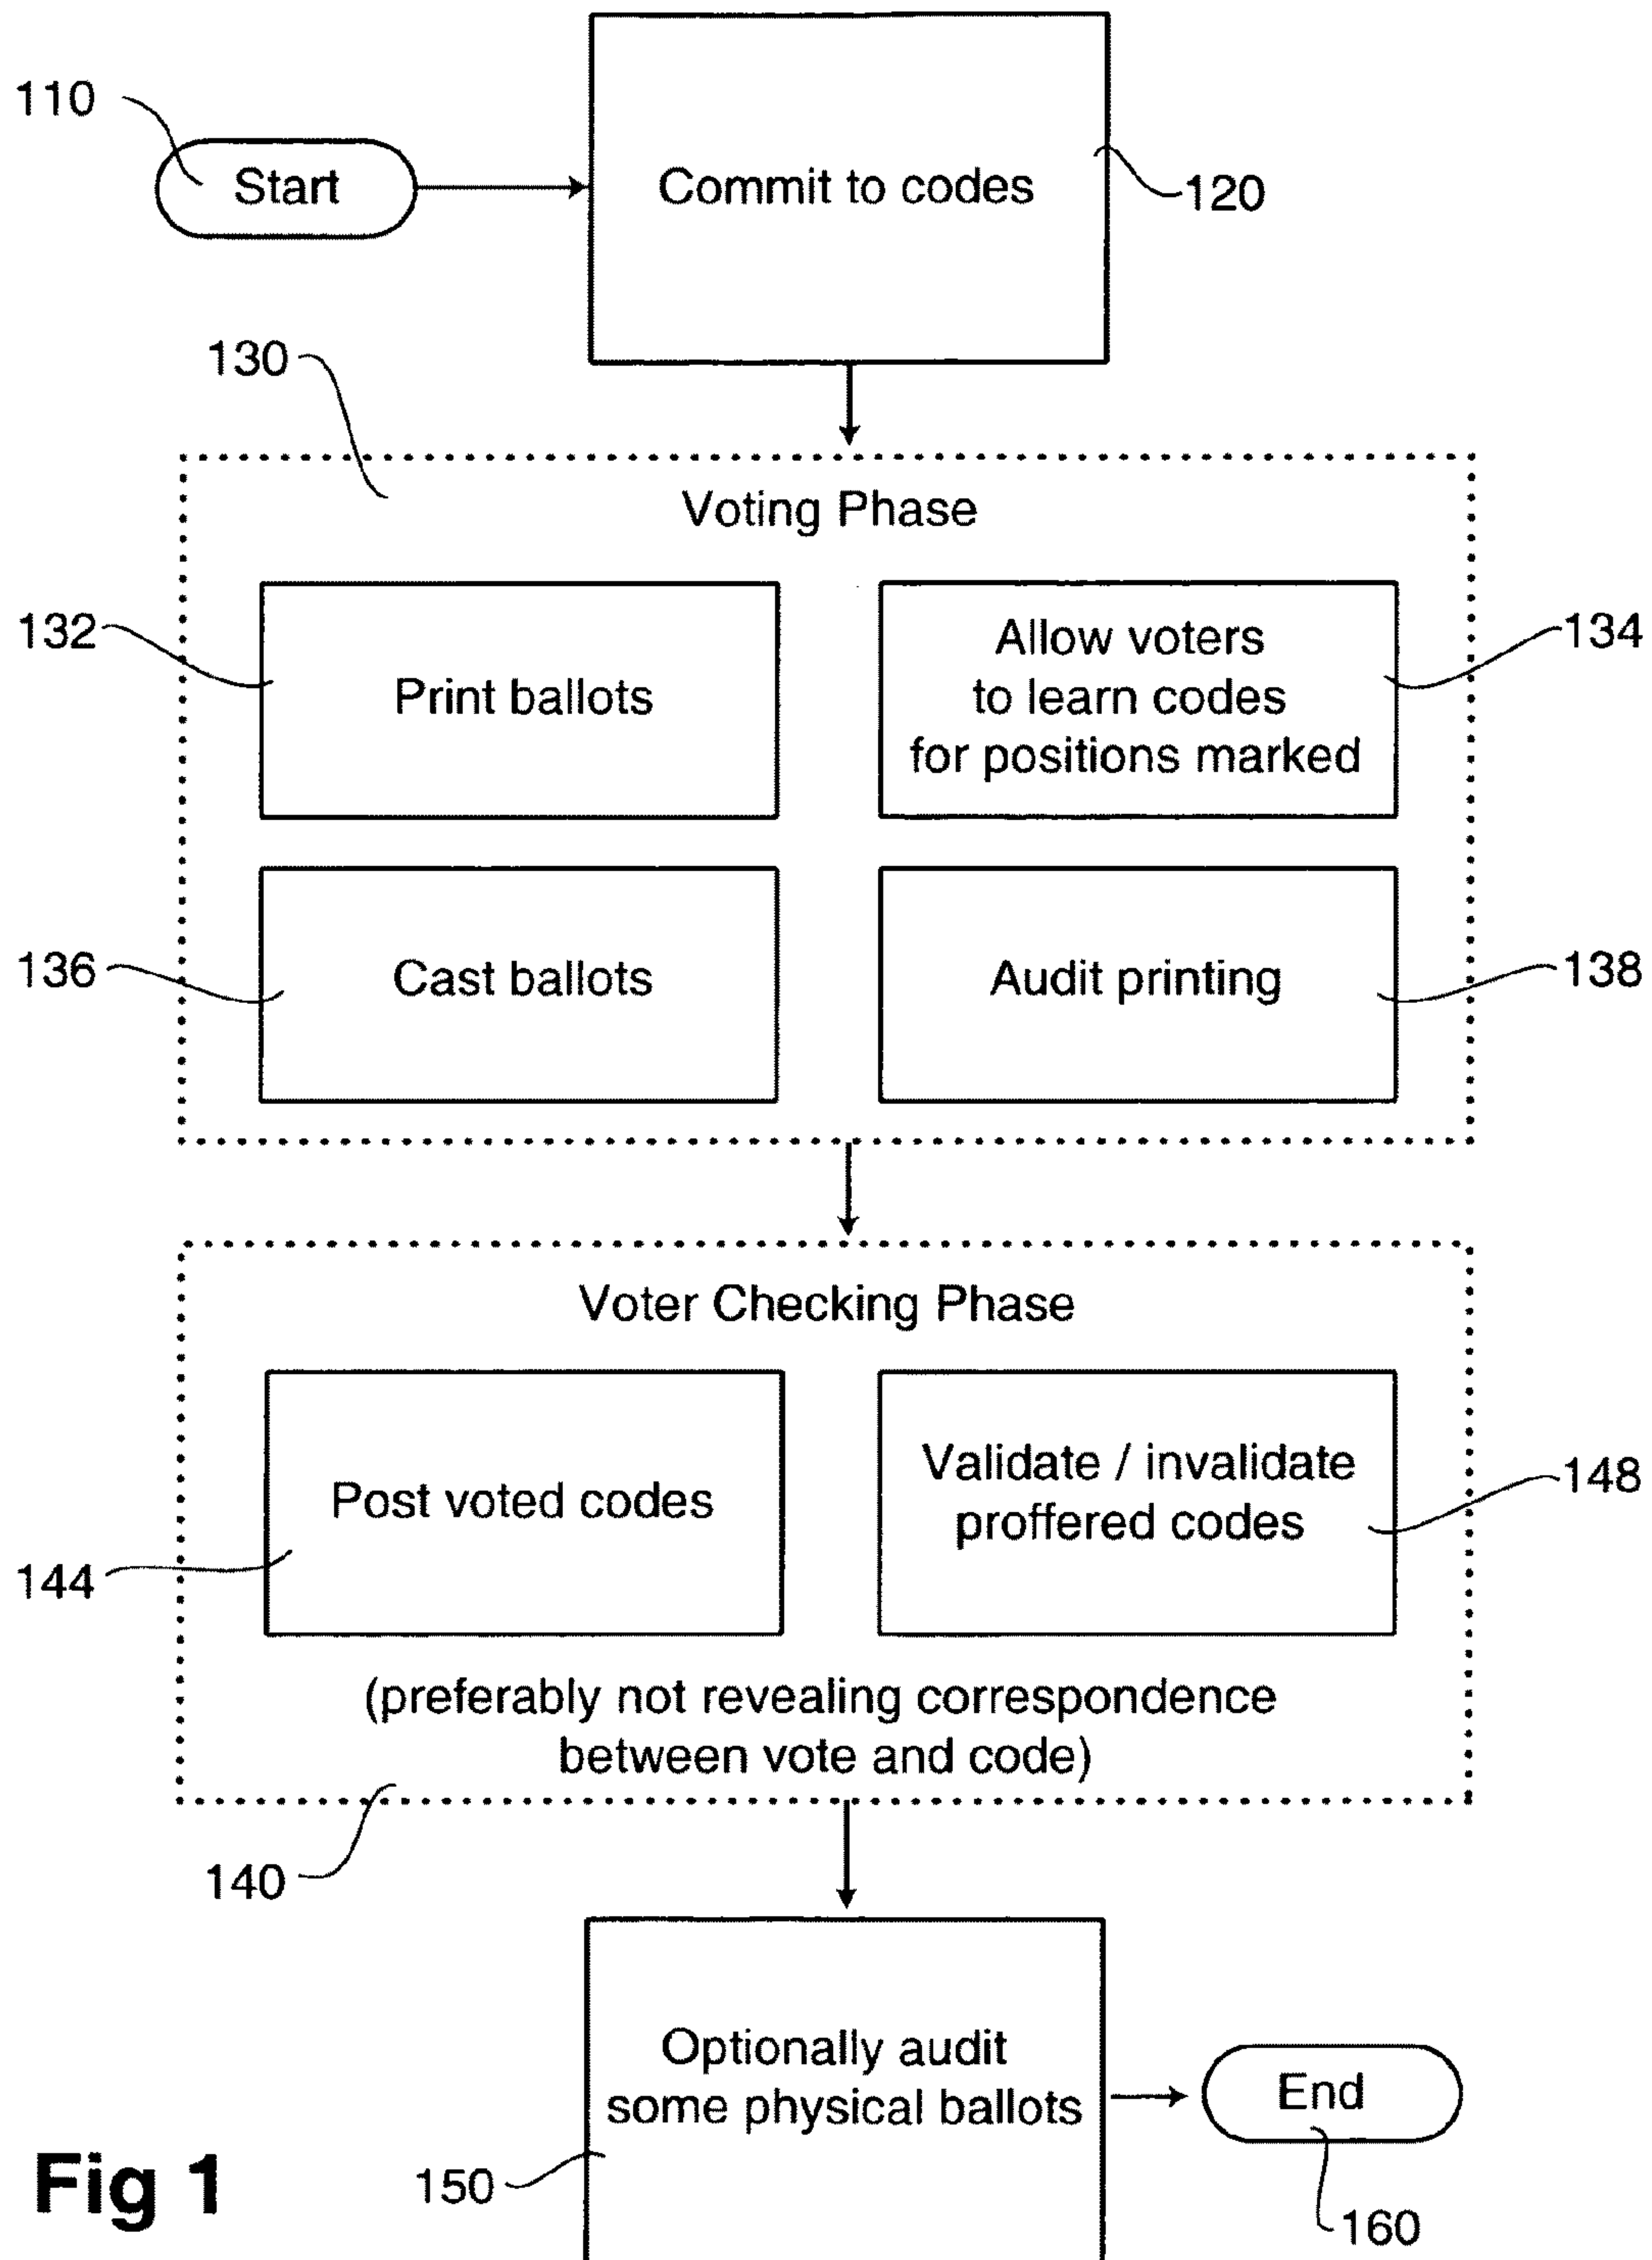 110
Start
Commit to codes
120
130
Voting Phase
132
Print ballots
Allow voters
to learn codes
for positions marked
134
136
Cast ballots
Audit printing
138
Voter Checking Phase
Post voted codes
144
Validate / invalidate
proffered codes
148
(preferably not revealing correspondence
between vote and code)
140
Optionally audit
some physical ballots
150
End
160
Fig 1